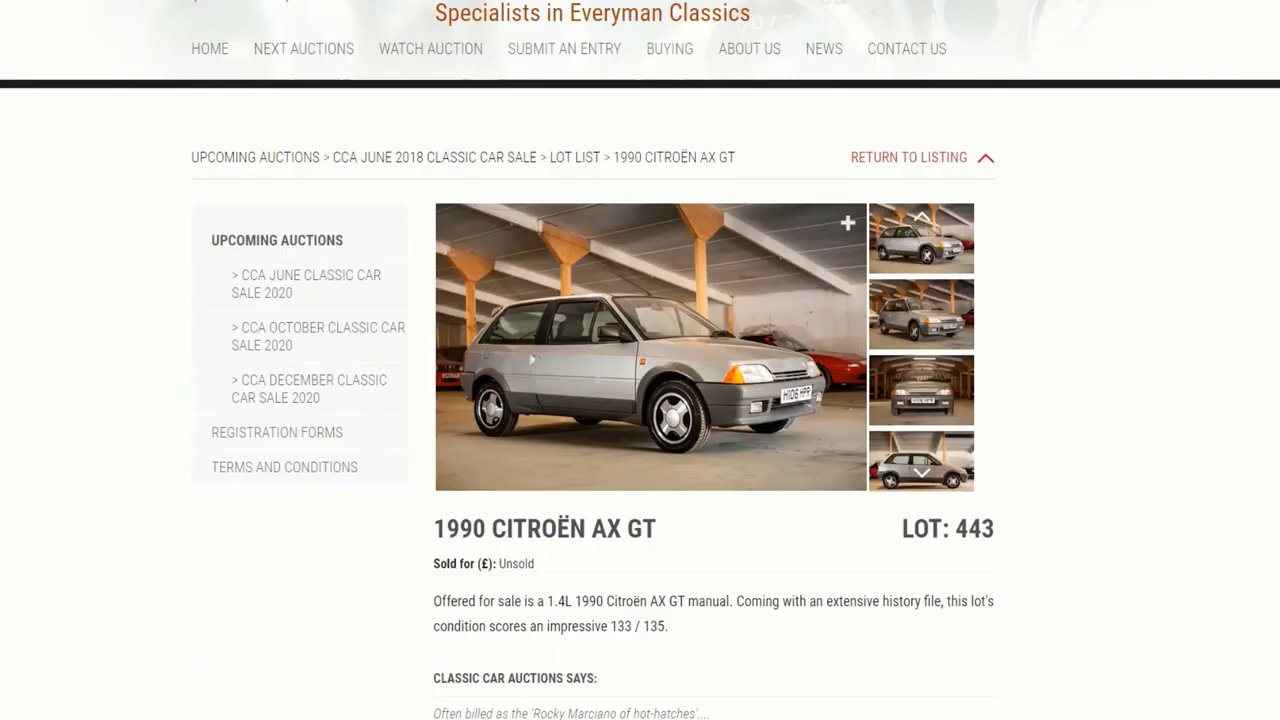 Specialists in Everyman Classics
HOME NEXT AUCTIONS WATCH AUCTION SUBMIT AN ENTRY BUYING ABOUT US NEWS CONTACT US
UPCOMING AUCTIONS > CCA JUNE 2018 CLASSIC CAR SALE > LOT LIST > 1990 CITROËN AX GT
RETURN TO LISTING
UPCOMING AUCTIONS
> CCA JUNE CLASSIC CAR
SALE 2020
> CCA OCTOBER CLASSIC CAR
SALE 2020
> CCA DECEMBER CLASSIC
CAR SALE 2020
REGISTRATION FORMS
TERMS AND CONDITIONS
H106 HPR
1990 CITROËN AX GT
LOT: 443
Sold for (£): Unsold
Offered for sale is a 1.4L 1990 Citroën AX GT manual. Coming with an extensive history file, this lot's
condition scores an impressive 133 / 135.
CLASSIC CAR AUCTIONS SAYS:
Often billed as the 'Rocky Marciano of hot-hatches'....